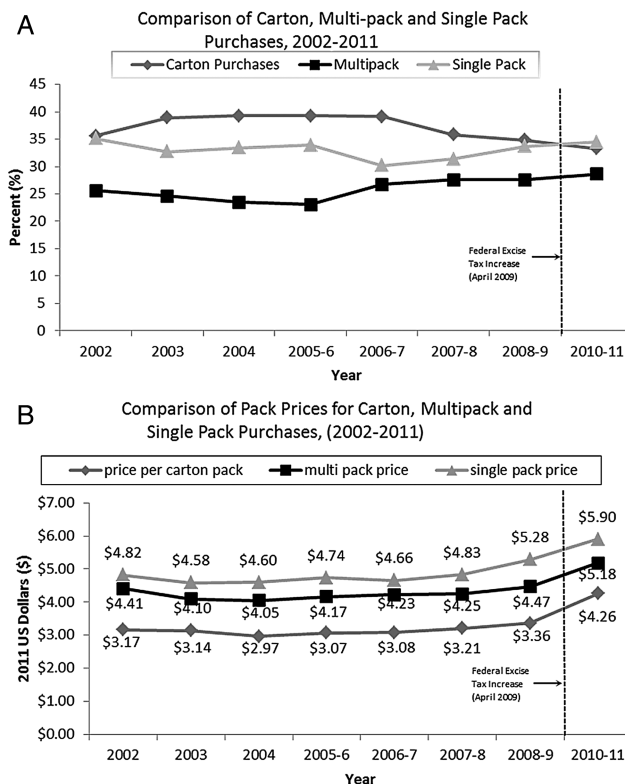 A
Comparison of Carton, Multi-pack and Single Pack
Purchases, 2002-2011
Carton Purchases Multipack Single Pack
45
40
35
30
25
20
15
10
5
0
Percent (%)
Federal Excise
Tax Increase
(April 2009)
2002 2003 2004 2005-6 2006-7 2007-8 2008-9 2010-11
Year
B
Comparison of Pack Prices for Carton, Multipack and
Single Pack Purchases, (2002-2011)
price per carton pack multi pack price single pack price
$7.00
$6.00
$5.00
$4.00
$3.00
$2.00
$1.00
$0.00
2011 US Dollars ($)
$4.82 $4.58 $4.60 $4.74 $4.66 $4.83 $5.28 $5.90
$4.41 $4.10 $4.05 $4.17 $4.23 $4.25 $4.47 $5.18
$3.17 $3.14 $2.97 $3.07 $3.08 $3.21 $3.36 $4.26
Federal Excise
Tax Increase
(April 2009)
2002 2003 2004 2005-6 2006-7 2007-8 2008-9 2010-11
Year